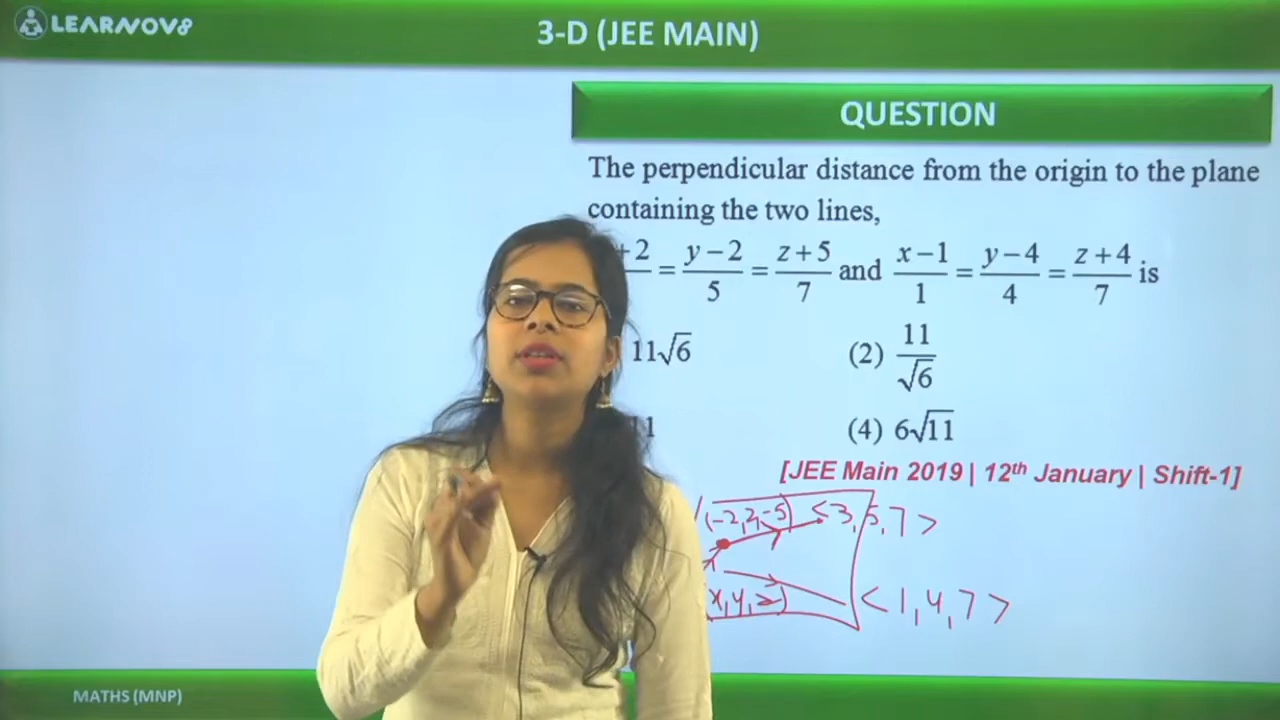 LEARNOV8
3-D (JEE MAIN)
QUESTION
The perpendicular distance from the origin to the plane
containing the two lines,
+2 = y−2/5 = z+5/7 and x−1/1 = y−4/4 = z+4/7 is
11√6
(2) 11/√6
(4) 6√11
[JEE Main 2019 | 12th January | Shift-1]
(-2,2,-5) <3,5,7>
(x,y,z) <1,4,7>
MATHS (MNP)